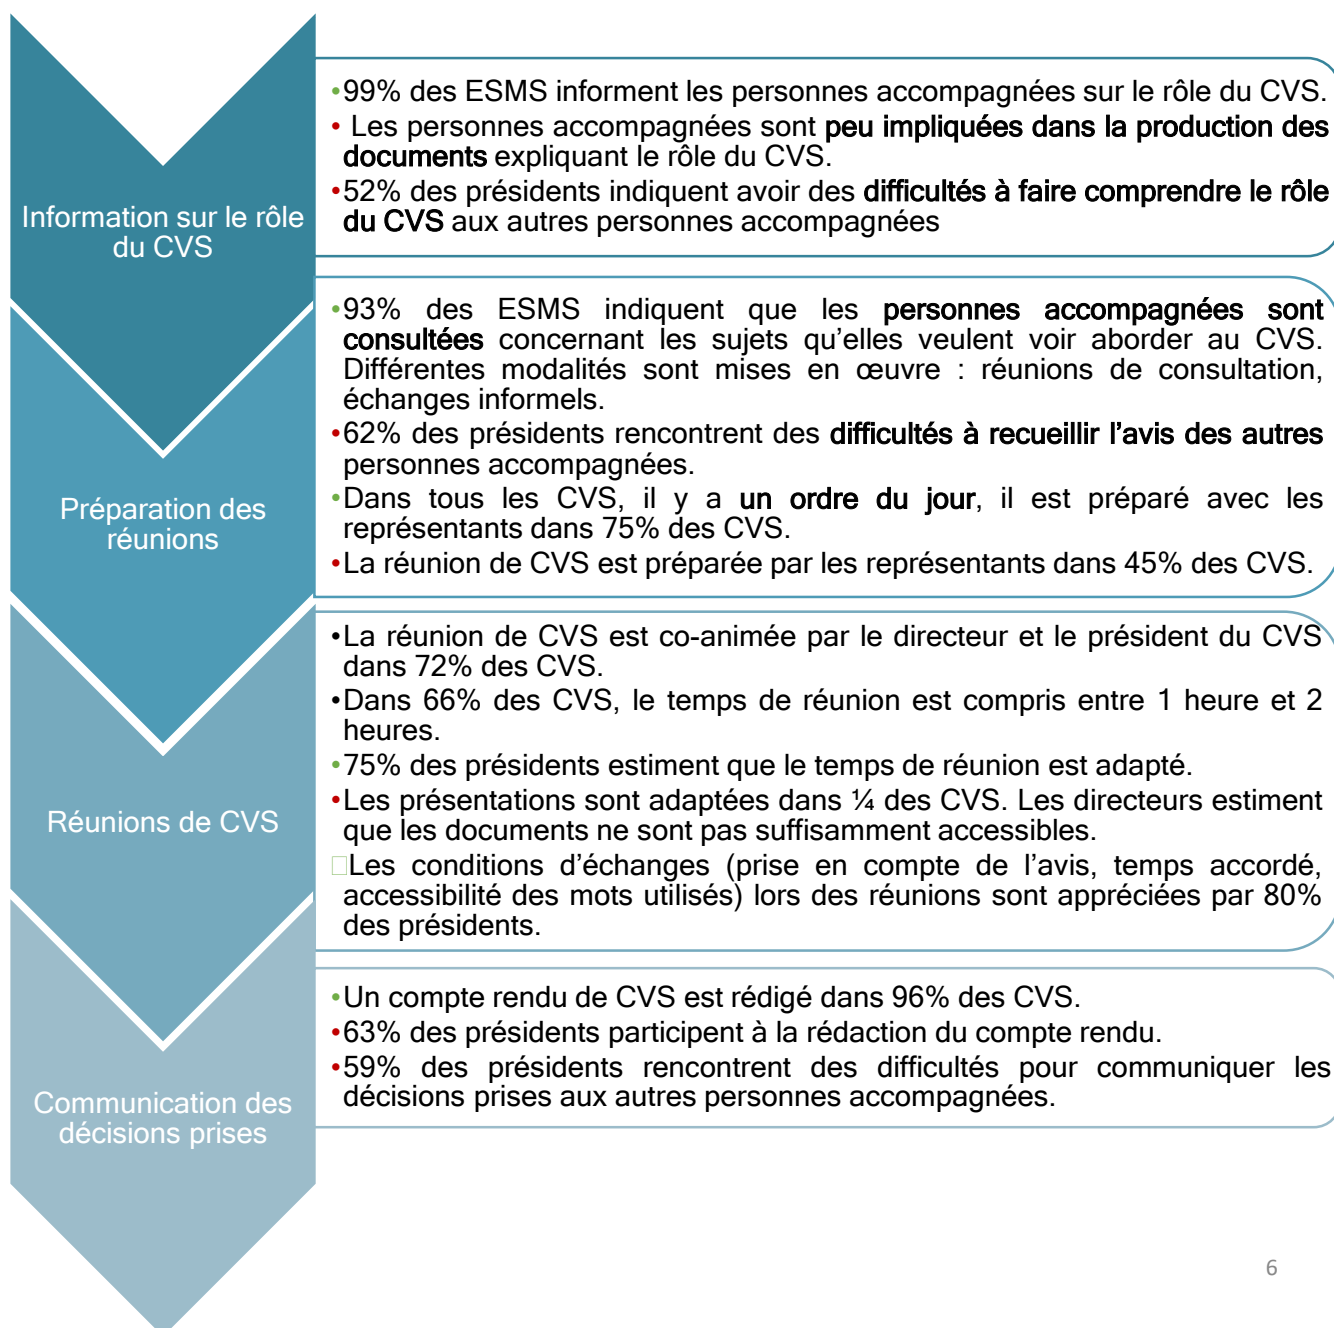 Information sur le rôle
du CVS
•99% des ESMS informent les personnes accompagnées sur le rôle du CVS.
• Les personnes accompagnées sont peu impliquées dans la production des
documents expliquant le rôle du CVS.
•52% des présidents indiquent avoir des difficultés à faire comprendre le rôle
du CVS aux autres personnes accompagnées
Préparation des
réunions
•93% des ESMS indiquent que les personnes accompagnées sont
consultées concernant les sujets qu’elles veulent voir aborder au CVS.
Différentes modalités sont mises en œuvre : réunions de consultation,
échanges informels.
•62% des présidents rencontrent des difficultés à recueillir l’avis des autres
personnes accompagnées.
•Dans tous les CVS, il y a un ordre du jour, il est préparé avec les
représentants dans 75% des CVS.
•La réunion de CVS est préparée par les représentants dans 45% des CVS.
Réunions de CVS
•La réunion de CVS est co-animée par le directeur et le président du CVS
dans 72% des CVS.
•Dans 66% des CVS, le temps de réunion est compris entre 1 heure et 2
heures.
•75% des présidents estiment que le temps de réunion est adapté.
•Les présentations sont adaptées dans ¼ des CVS. Les directeurs estiment
que les documents ne sont pas suffisamment accessibles.
□Les conditions d’échanges (prise en compte de l’avis, temps accordé,
accessibilité des mots utilisés) lors des réunions sont appréciées par 80%
des présidents.
Communication des
décisions prises
•Un compte rendu de CVS est rédigé dans 96% des CVS.
•63% des présidents participent à la rédaction du compte rendu.
•59% des présidents rencontrent des difficultés pour communiquer les
décisions prises aux autres personnes accompagnées.
6